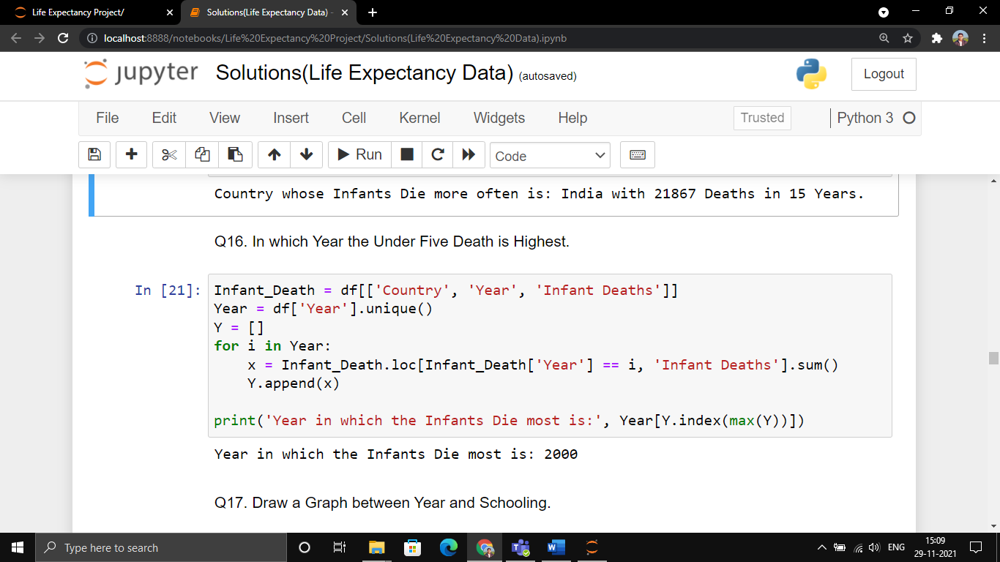 Life Expectancy Project/
Solutions(Life Expectancy Data) -
localhost:8888/notebooks/Life%20Expectancy%20Project/Solutions(Life%20Expectancy%20Data).ipynb
jupyter Solutions(Life Expectancy Data) (autosaved)
Logout
File Edit View Insert Cell Kernel Widgets Help
Trusted
Python 3
Run
Code
Country whose Infants Die more often is: India with 21867 Deaths in 15 Years.
Q16. In which Year the Under Five Death is Highest.
In [21]:
Infant_Death = df[['Country', 'Year', 'Infant Deaths']]
Year = df['Year'].unique()
Y = []
for i in Year:
    x = Infant_Death.loc[Infant_Death['Year'] == i, 'Infant Deaths'].sum()
    Y.append(x)
print('Year in which the Infants Die most is:', Year[Y.index(max(Y))])
Year in which the Infants Die most is: 2000
Q17. Draw a Graph between Year and Schooling.
Type here to search
ENG
15:09
29-11-2021